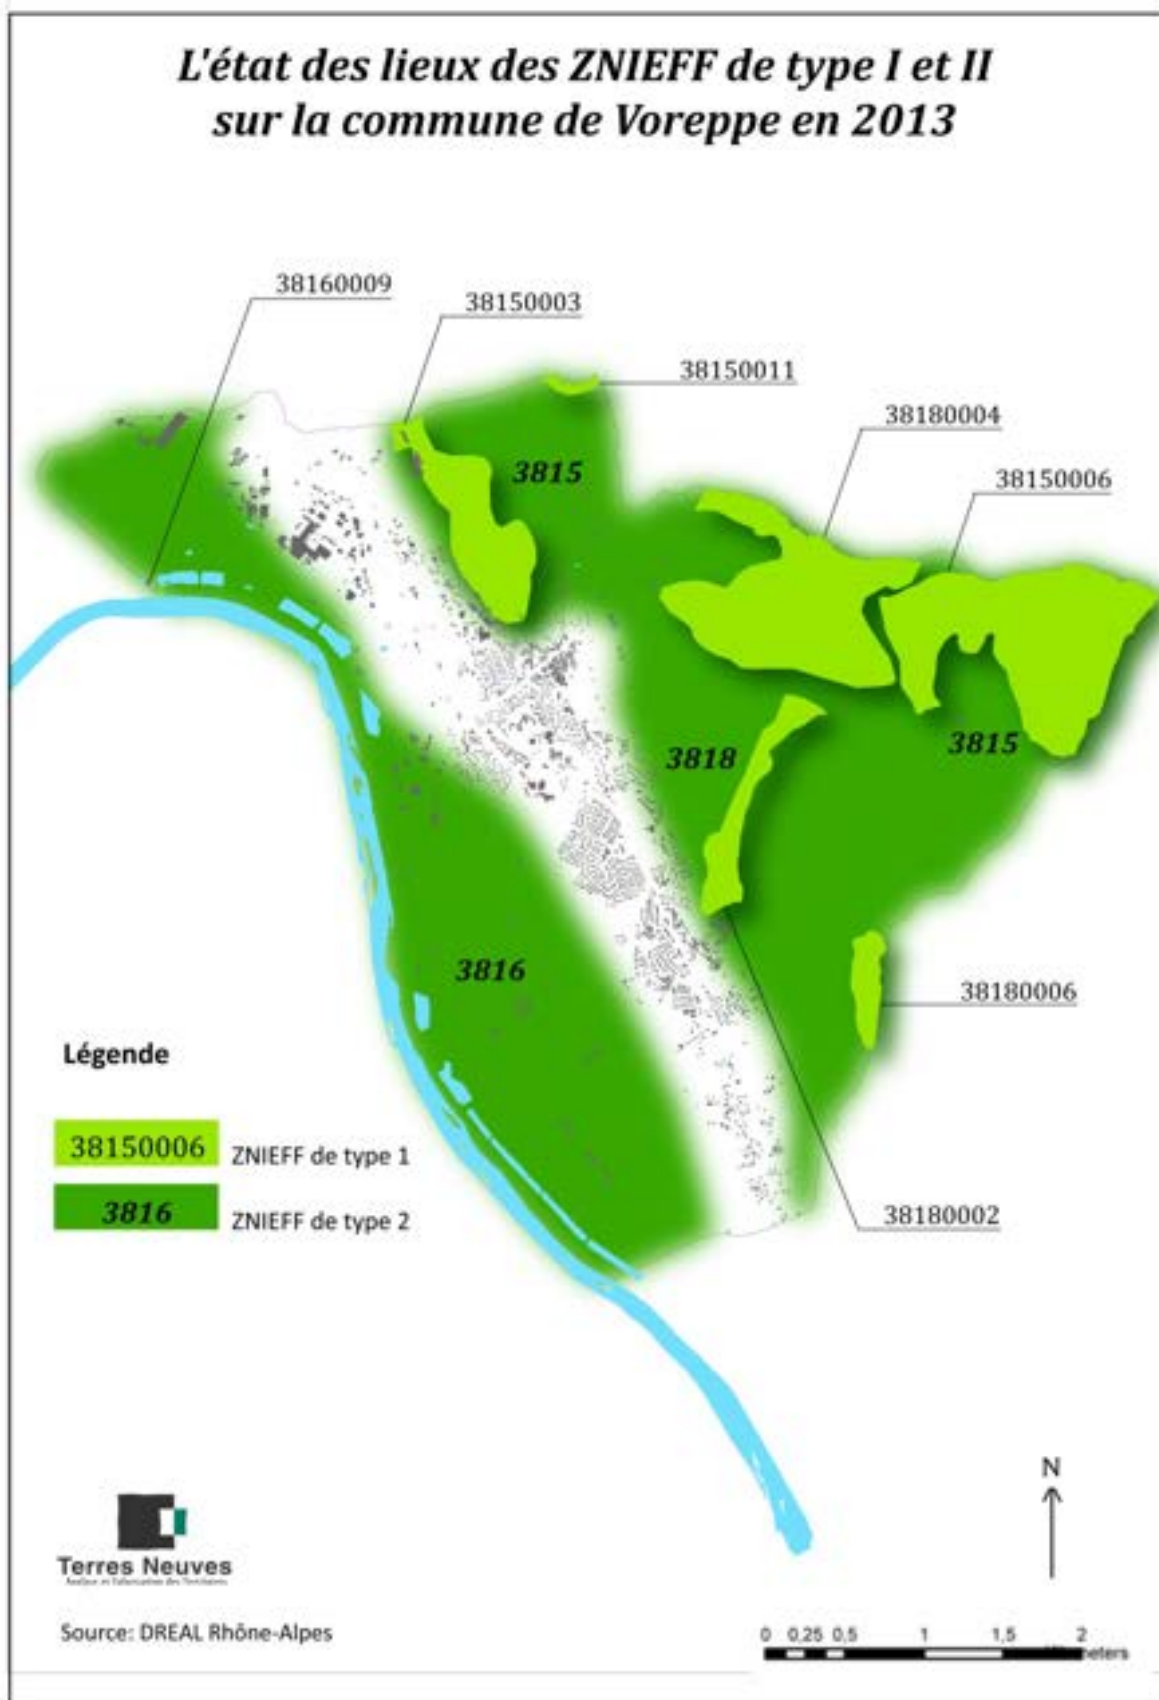 L'état des lieux des ZNIEFF de type I et II
sur la commune de Voreppe en 2013
38160009
38150003
38150011
38180004
38150006
3815
3818
3815
3816
38180006
38180002
Légende
38150006 ZNIEFF de type 1
3816 ZNIEFF de type 2
Terres Neuves
Source: DREAL Rhône-Alpes
N
0 0,25 0,5 1 1,5 2